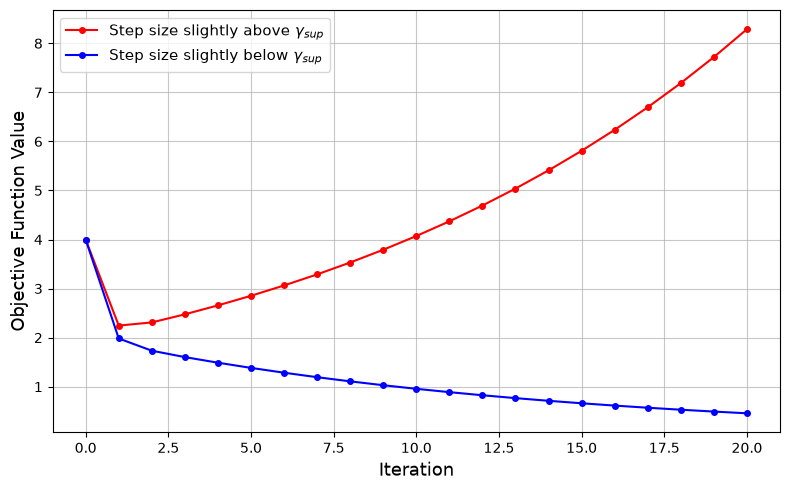 Step size slightly above γsup
Step size slightly below γsup
Objective Function Value
8
7
6
5
4
3
2
1
0.0 2.5 5.0 7.5 10.0 12.5 15.0 17.5 20.0
Iteration